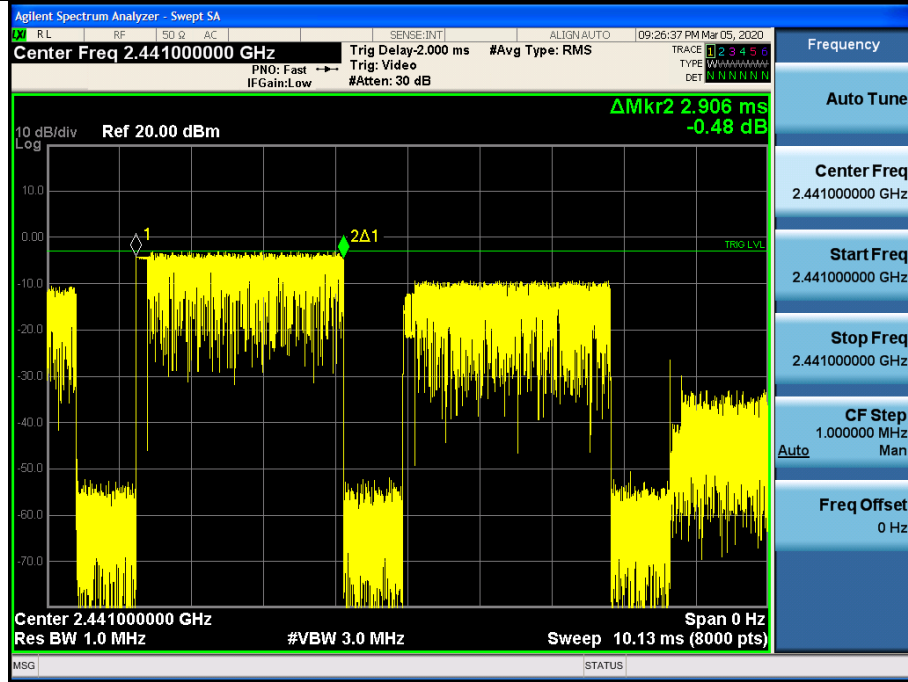 Agilent Spectrum Analyzer - Swept SA
LXI RL RF 50 Ω AC SENSE:INT ALIGN AUTO 09:26:37 PM Mar 05, 2020
Center Freq 2.441000000 GHz
PNO: Fast
IFGain:Low
Trig Delay-2.000 ms
Trig: Video
#Atten: 30 dB
#Avg Type: RMS
TRACE 1 2 3 4 5 6
TYPE WWWWWW
DET N N N N N N
ΔMkr2 2.906 ms
-0.48 dB
10 dB/div
Log
Ref 20.00 dBm
10.0
0.00
-10.0
-20.0
-30.0
-40.0
-50.0
-60.0
-70.0
1
2Δ1
TRIG LVL
Center 2.441000000 GHz
Span 0 Hz
Res BW 1.0 MHz
#VBW 3.0 MHz
Sweep 10.13 ms (8000 pts)
MSG
STATUS
Frequency
Auto Tune
Center Freq
2.441000000 GHz
Start Freq
2.441000000 GHz
Stop Freq
2.441000000 GHz
CF Step
1.000000 MHz
Auto Man
Freq Offset
0 Hz